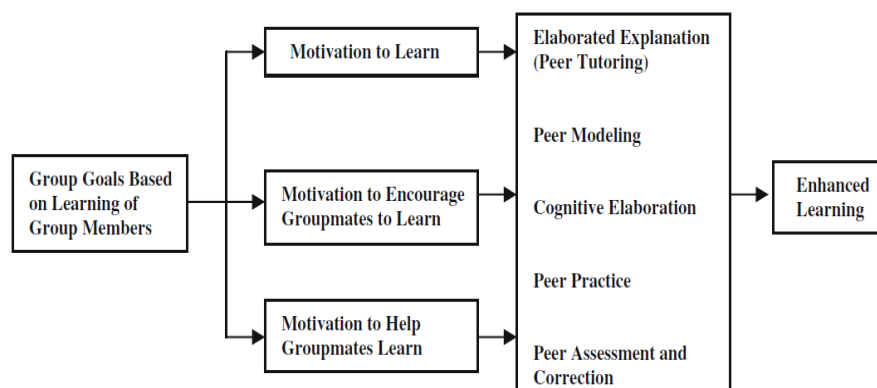 Group Goals Based
on Learning of
Group Members
Motivation to Learn
Motivation to Encourage
Groupmates to Learn
Motivation to Help
Groupmates Learn
Elaborated Explanation
(Peer Tutoring)
Peer Modeling
Cognitive Elaboration
Peer Practice
Peer Assessment and
Correction
Enhanced
Learning